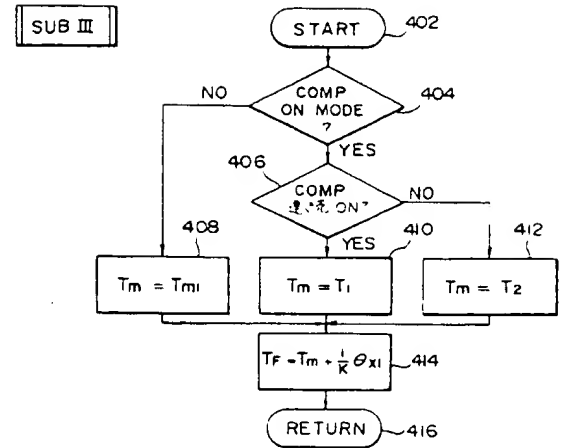 SUB III
START
402
COMP
ON MODE
?
404
NO
YES
406
COMP
ON?
NO
YES
408
410
412
Tm = Tm1
Tm = T1
Tm = T2
TF = Tm + 1/K θx1
414
RETURN
416